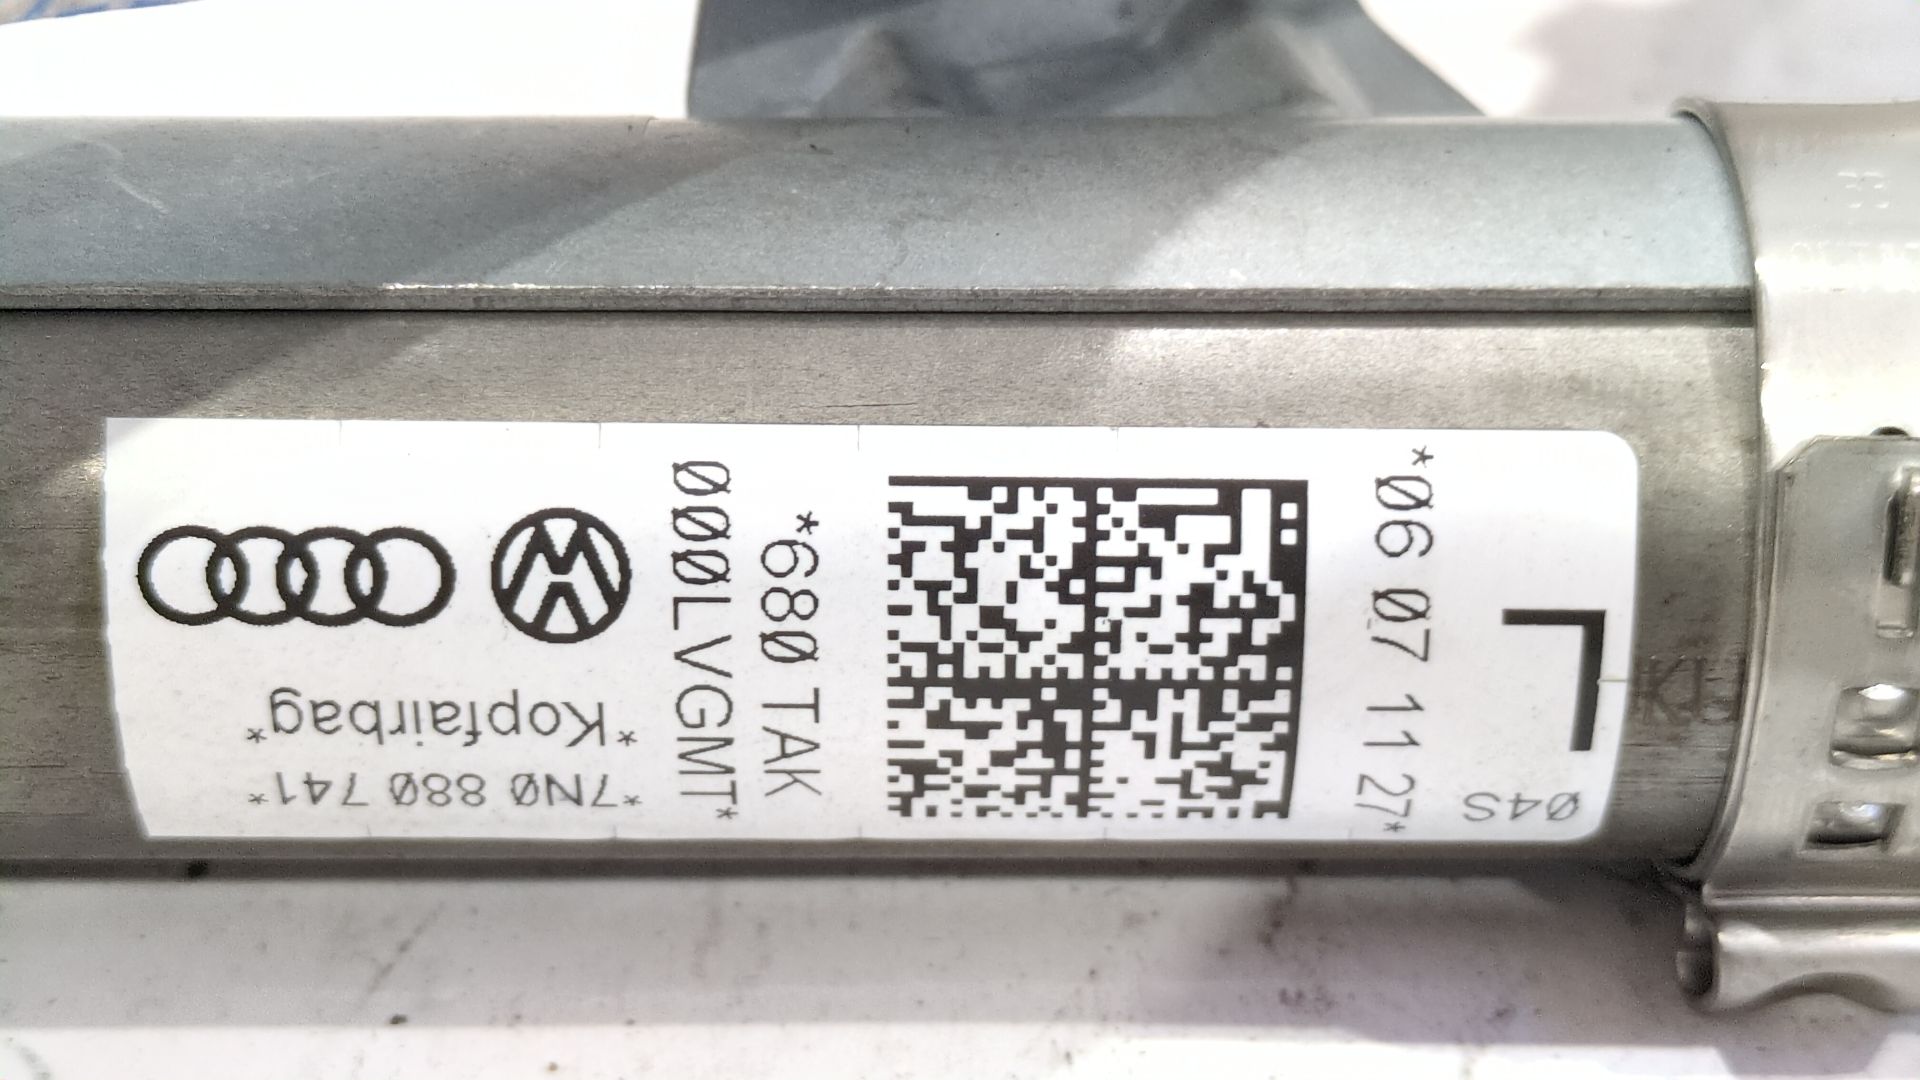 *7N0 880 741*
*Kopfairbag*
*680 TAK
000LVGMT*
*06 07 11 27*
L
04S